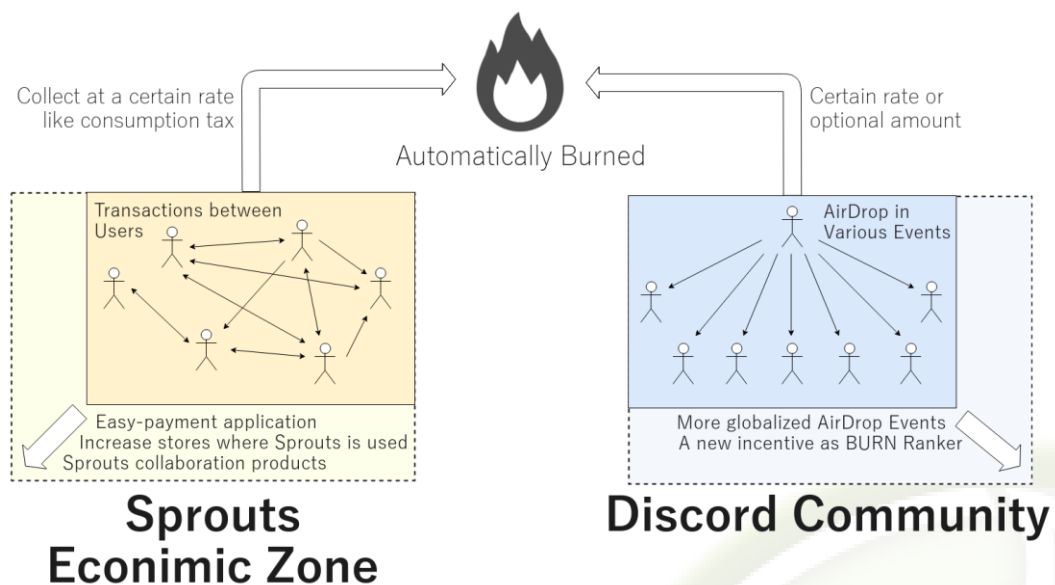 Collect at a certain rate
like consumption tax
Automatically Burned
Certain rate or
optional amount
Transactions between
Users
AirDrop in
Various Events
Easy-payment application
Increase stores where Sprouts is used
Sprouts collaboration products
More globalized AirDrop Events
A new incentive as BURN Ranker
Sprouts
Econimic Zone
Discord Community